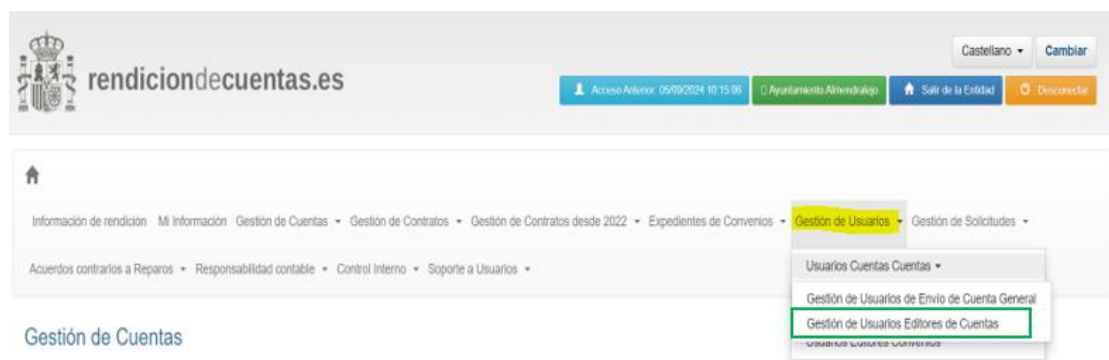 Castellano Cambiar
rendiciondecuentas.es
Acceso Anterior: 05/09/2024 10:15:06 Ayuntamiento Almendralejo Salir de la Entidad Desconectar
Información de rendición Mi Información Gestión de Cuentas Gestión de Contratos Gestión de Contratos desde 2022 Expedientes de Convenios Gestión de Usuarios Gestión de Solicitudes
Acuerdos contrarios a Reparos Responsabilidad contable Control Interno Soporte a Usuarios
Usuarios Cuentas Cuentas
Gestión de Usuarios de Envío de Cuenta General
Gestión de Usuarios Editores de Cuentas
Usuarios Editores Convenios
Gestión de Cuentas